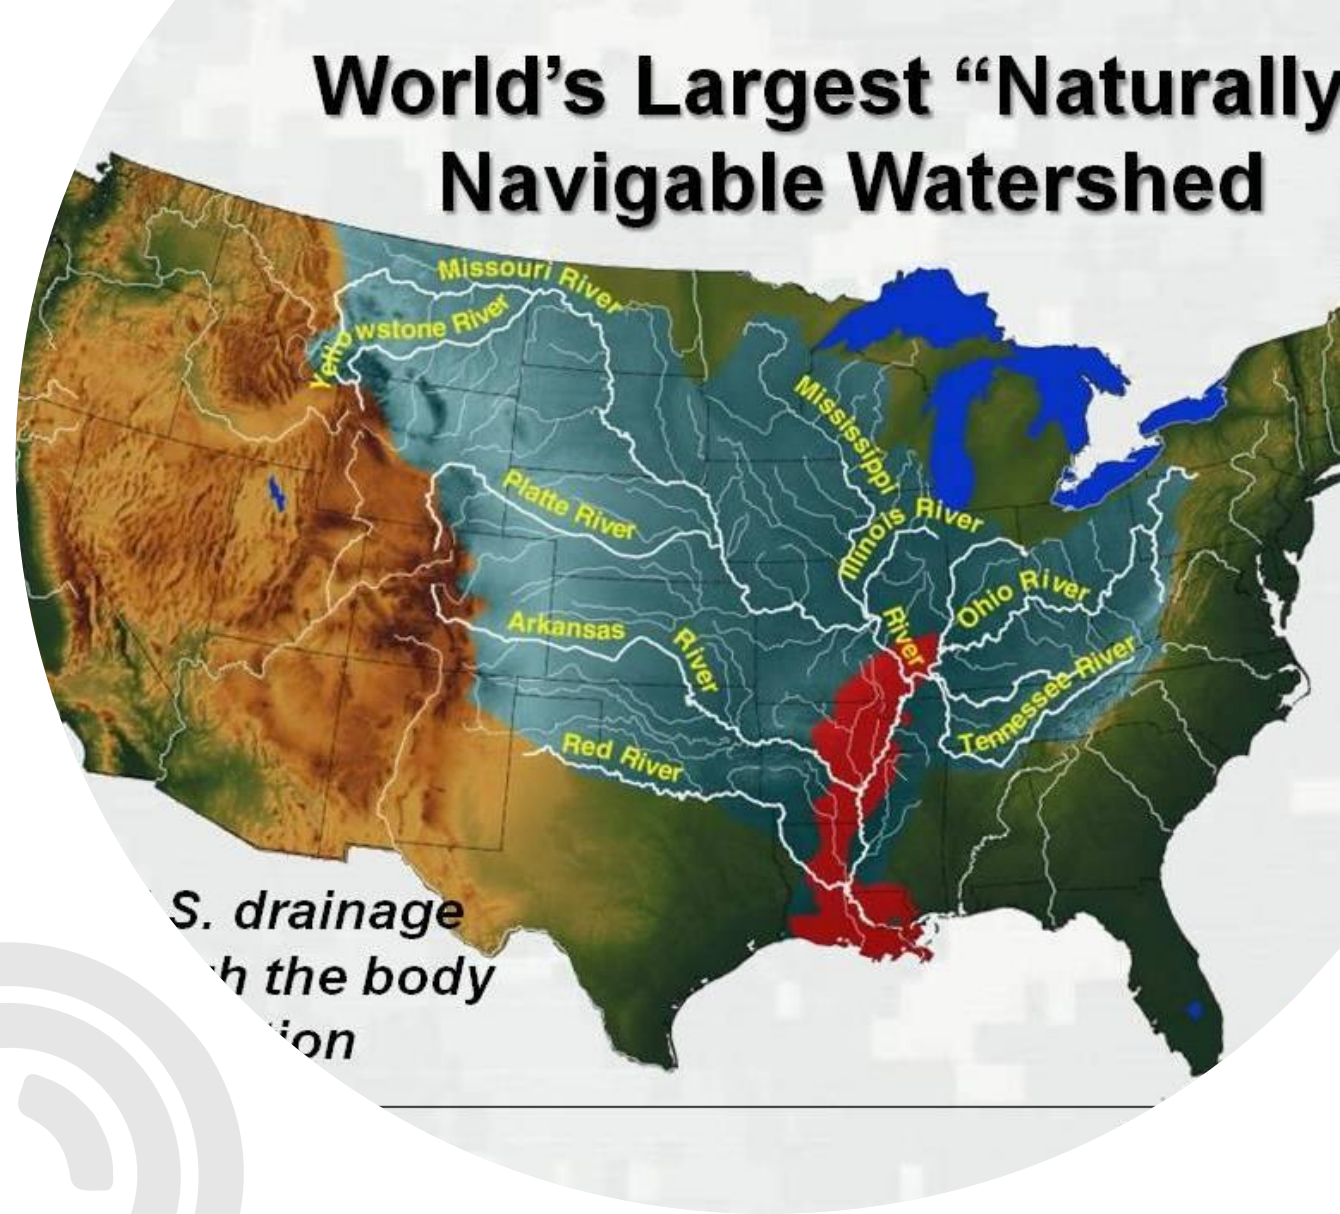 World's Largest “Naturally
Navigable Watershed
Missouri River
Yellowstone River
Mississippi River
Platte River
Illinois River
Ohio River
Arkansas River
Tennessee River
Red River
S. drainage
h the body
ion